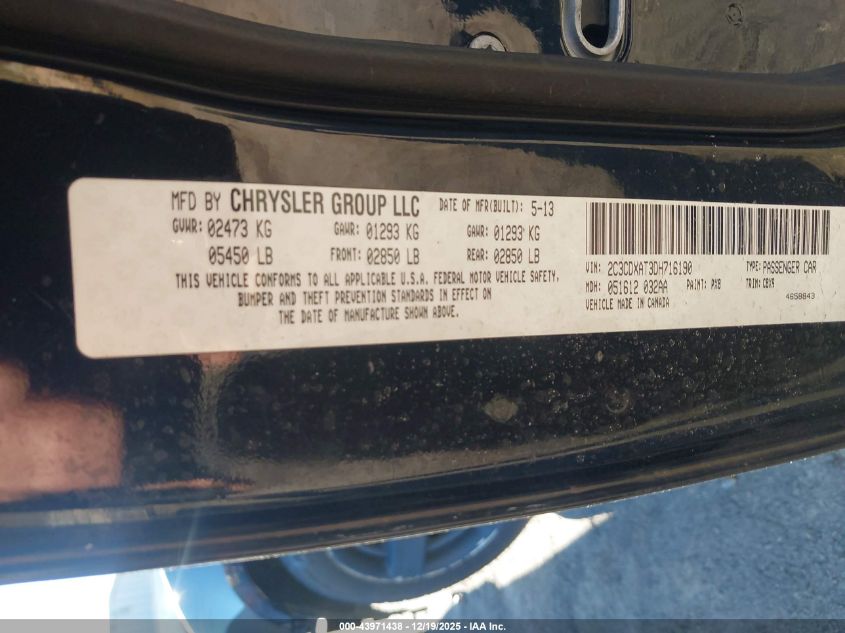 MFD BY CHRYSLER GROUP LLC DATE OF MFR(BUILT): 5-13
GVWR: 02473 KG GAWR: 01293 KG GAWR: 01293 KG
05450 LB FRONT: 02850 LB REAR: 02850 LB
THIS VEHICLE CONFORMS TO ALL APPLICABLE U.S.A. FEDERAL MOTOR VEHICLE SAFETY,
BUMPER AND THEFT PREVENTION STANDARDS IN EFFECT ON
THE DATE OF MANUFACTURE SHOWN ABOVE.
VIN: 2C3CDXAT3DH716190 TYPE: PASSENGER CAR
MDH: 051612 032AA PAINT: PX8 TRIM: CBX9
VEHICLE MADE IN CANADA 4658843
000-43971438 - 12/19/2025 - IAA Inc.